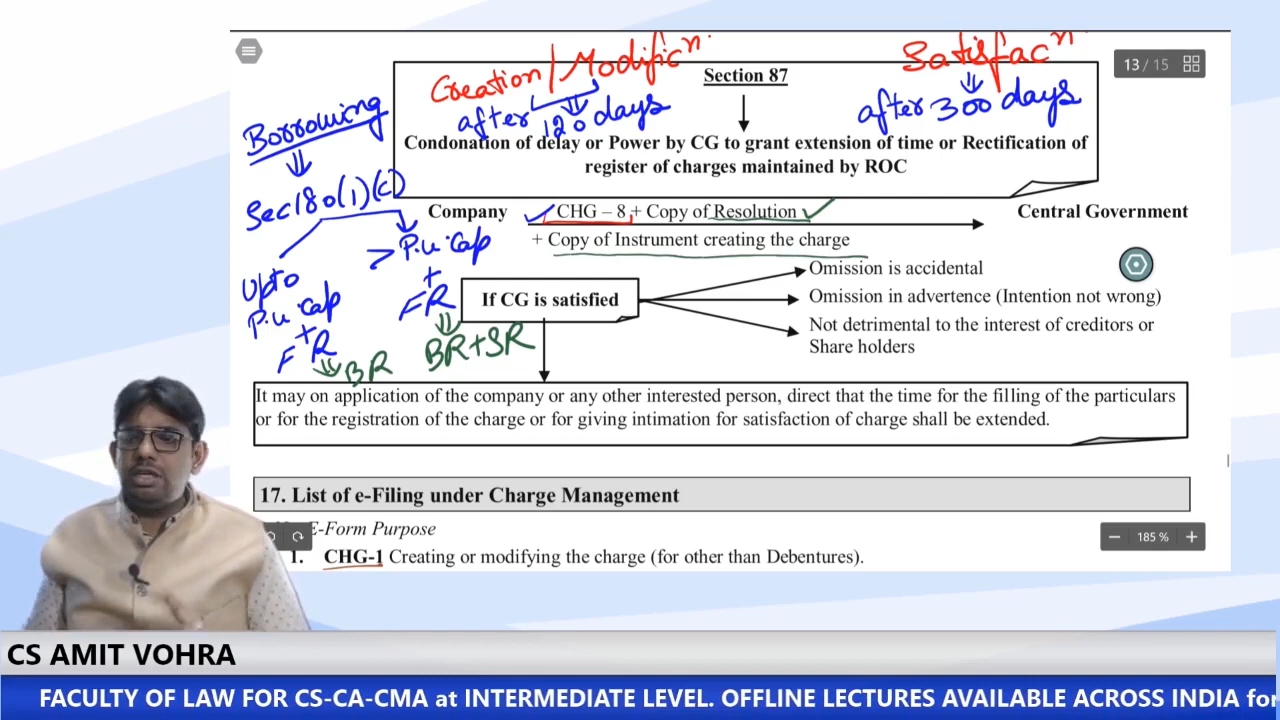 Creation / Modificⁿ.
Satisfacⁿ
13 / 15
Section 87
after 120 days
after 300 days
Borrowing
Condonation of delay or Power by CG to grant extension of time or Rectification of
register of charges maintained by ROC
Sec 180(1)(c)
Company CHG – 8 + Copy of Resolution Central Government
+ Copy of Instrument creating the charge
> P.u. Cap
+
FR
Upto
P.u. Cap
+
FR
BR
BR+SR
If CG is satisfied
Omission is accidental
Omission in advertence (Intention not wrong)
Not detrimental to the interest of creditors or
Share holders
It may on application of the company or any other interested person, direct that the time for the filling of the particulars
or for the registration of the charge or for giving intimation for satisfaction of charge shall be extended.
17. List of e-Filing under Charge Management
E-Form Purpose
1. CHG-1 Creating or modifying the charge (for other than Debentures).
185 %
CS AMIT VOHRA
FACULTY OF LAW FOR CS-CA-CMA at INTERMEDIATE LEVEL. OFFLINE LECTURES AVAILABLE ACROSS INDIA for